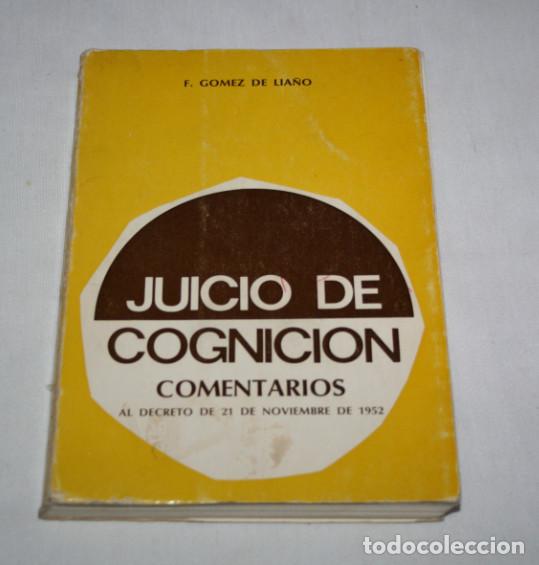 F. GOMEZ DE LIAÑO
JUICIO DE
COGNICION
COMENTARIOS
AL DECRETO DE 21 DE NOVIEMBRE DE 1952
todocoleccion